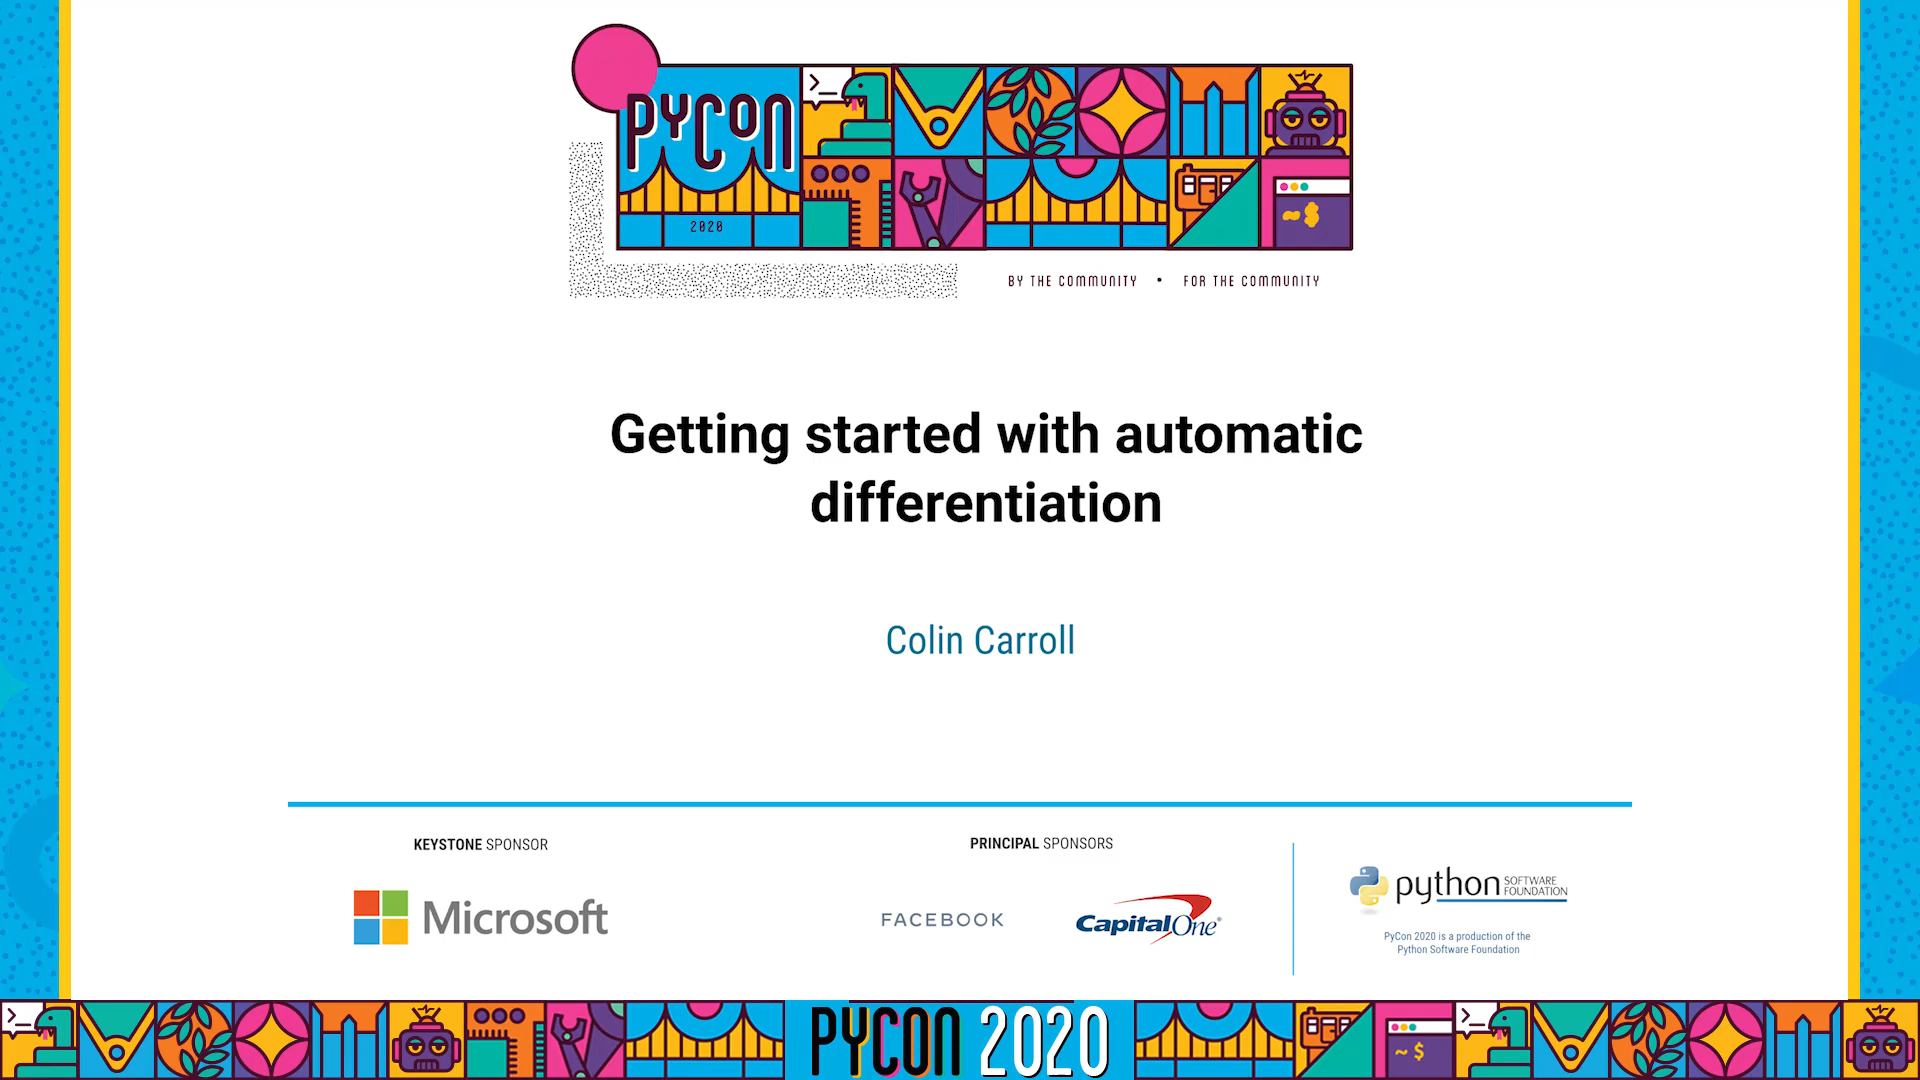 PYCON
2020
~$
BY THE COMMUNITY • FOR THE COMMUNITY
Getting started with automatic
differentiation
Colin Carroll
KEYSTONE SPONSOR
Microsoft
PRINCIPAL SPONSORS
FACEBOOK
Capital One®
python SOFTWARE
FOUNDATION
PyCon 2020 is a production of the
Python Software Foundation
PYCON 2020
~$